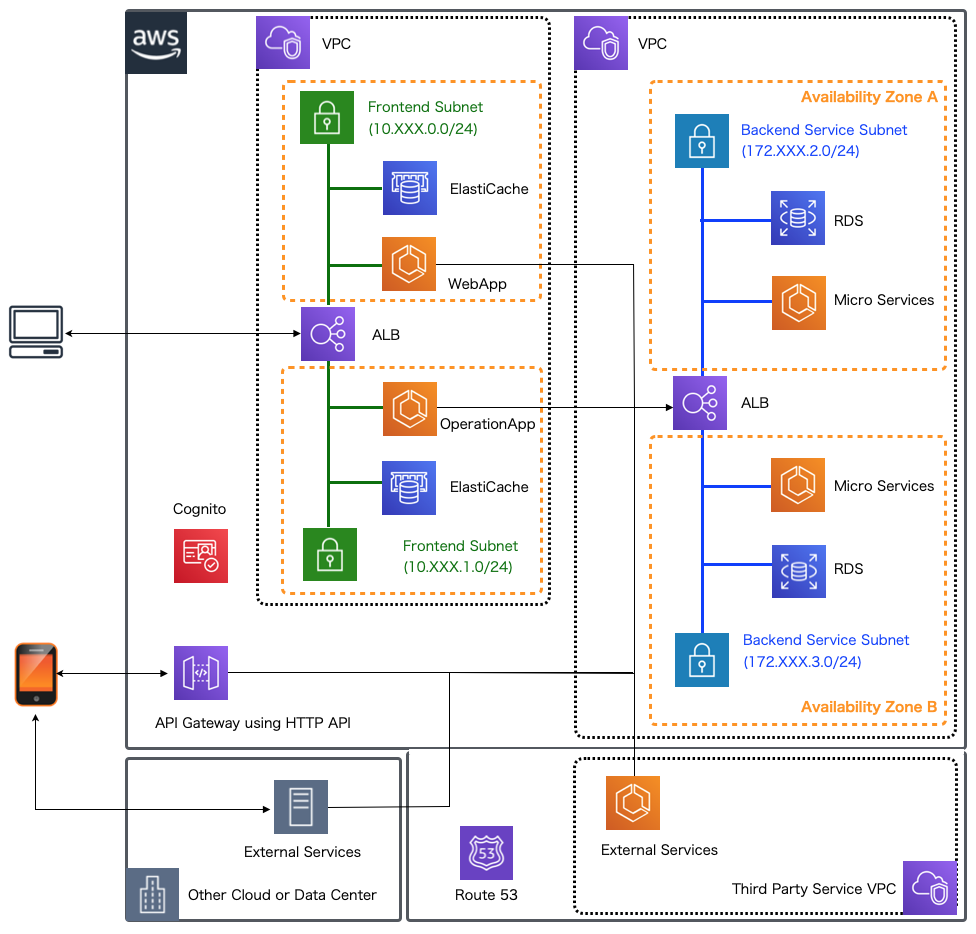 aws
VPC
VPC
Frontend Subnet
(10.XXX.0.0/24)
ElastiCache
WebApp
ALB
OperationApp
ElastiCache
Frontend Subnet
(10.XXX.1.0/24)
Availability Zone A
Backend Service Subnet
(172.XXX.2.0/24)
RDS
Micro Services
ALB
Micro Services
RDS
Backend Service Subnet
(172.XXX.3.0/24)
Availability Zone B
Cognito
</>
API Gateway using HTTP API
External Services
Other Cloud or Data Center
53
Route 53
External Services
Third Party Service VPC